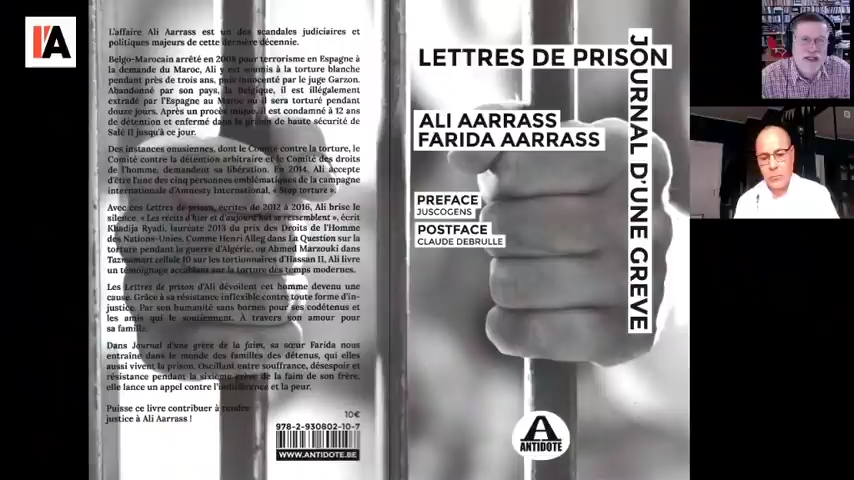 IA
L'affaire Ali Aarrass est un des scandales judiciaires et
politiques majeurs de cette dernière décennie.
Belgo-Marocain arrêté en 2008 pour terrorisme en Espagne à
la demande du Maroc, Ali y est soumis à la torture blanche
pendant près de trois ans, puis innocenté par le juge Garzon.
Abandonné par son pays, la Belgique, il est illégalement
extradé par l'Espagne au Maroc où il sera torturé pendant
douze jours. Après un procès inique, il est condamné à 12 ans
de détention et enfermé dans la prison de haute sécurité de
Salé II jusqu'à ce jour.
Des instances onusiennes, dont le Comité contre la torture, le
Comité contre la détention arbitraire et le Comité des droits
de l'homme, demandent sa libération. En 2014, Ali accepte
d'être l'une des cinq personnes emblématiques de la campagne
internationale d'Amnesty International, « Stop torture ».
Avec ces Lettres de prison, écrites de 2012 à 2016, Ali brise le
silence. « Les récits d'hier et d'aujourd'hui se ressemblent », écrit
Khadija Ryadi, lauréate 2013 du prix des Droits de l'Homme
des Nations-Unies. Comme Henri Alleg dans La Question sur la
torture pendant la guerre d'Algérie, ou Ahmed Marzouki dans
Tazmamart cellule 10 sur les tortionnaires d'Hassan II, Ali livre
un témoignage accablant sur la torture des temps modernes.
Les Lettres de prison d'Ali dévoilent cet homme devenu une
cause. Grâce à sa résistance inflexible contre toute forme d'in-
justice. Par son humanité sans bornes pour ses codétenus et
les amis qui le soutiennent. À travers son amour pour
sa famille.
Dans Journal d'une grève de la faim, sa sœur Farida nous
entraîne dans le monde des familles des détenus, qui elles
aussi vivent la prison. Oscillant entre souffrance, désespoir et
résistance pendant la sixième grève de la faim de son frère,
elle lance un appel contre l'indifférence et la peur.
Puisse ce livre contribuer à rendre
justice à Ali Aarrass !
10€
978-2-930802-10-7
WWW.ANTIDOTE.BE
LETTRES DE PRISON
JOURNAL D'UNE GREVE
ALI AARRASS
FARIDA AARRASS
PREFACE
JUSCOGENS
POSTFACE
CLAUDE DEBRULLE
A
ANTIDOTE